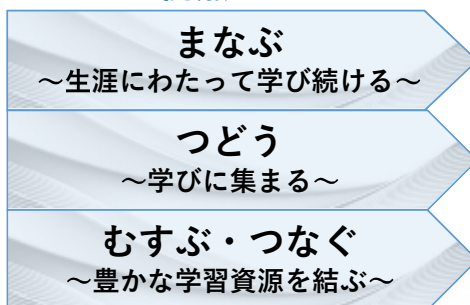 まなぶ
～生涯にわたって学び続ける～
つどう
～学びに集まる～
むすぶ・つなぐ
～豊かな学習資源を結ぶ～